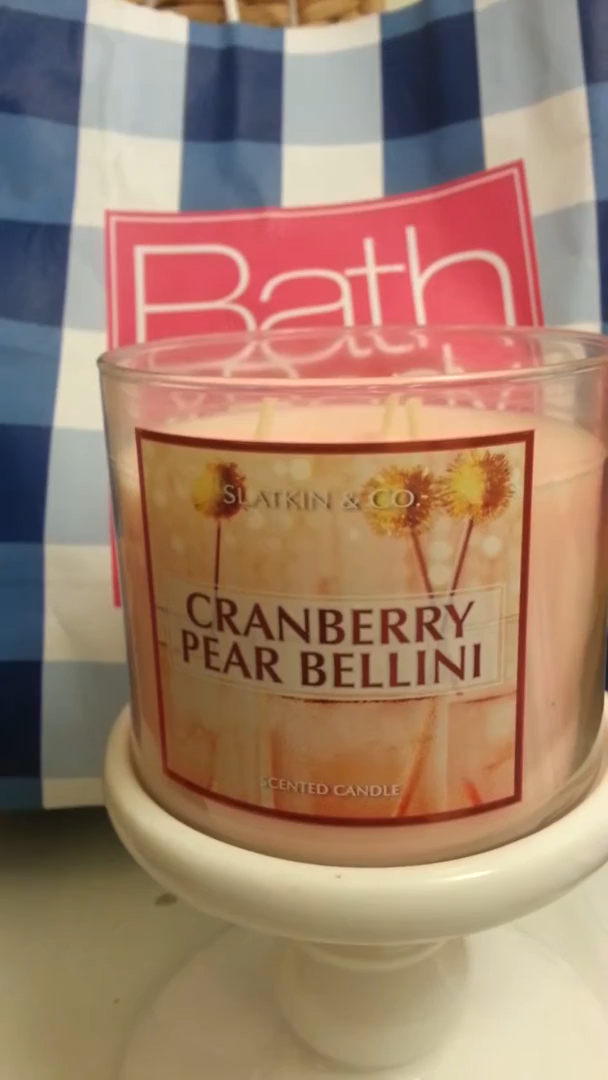 Bath
SLATKIN & CO.
CRANBERRY
PEAR BELLINI
SCENTED CANDLE